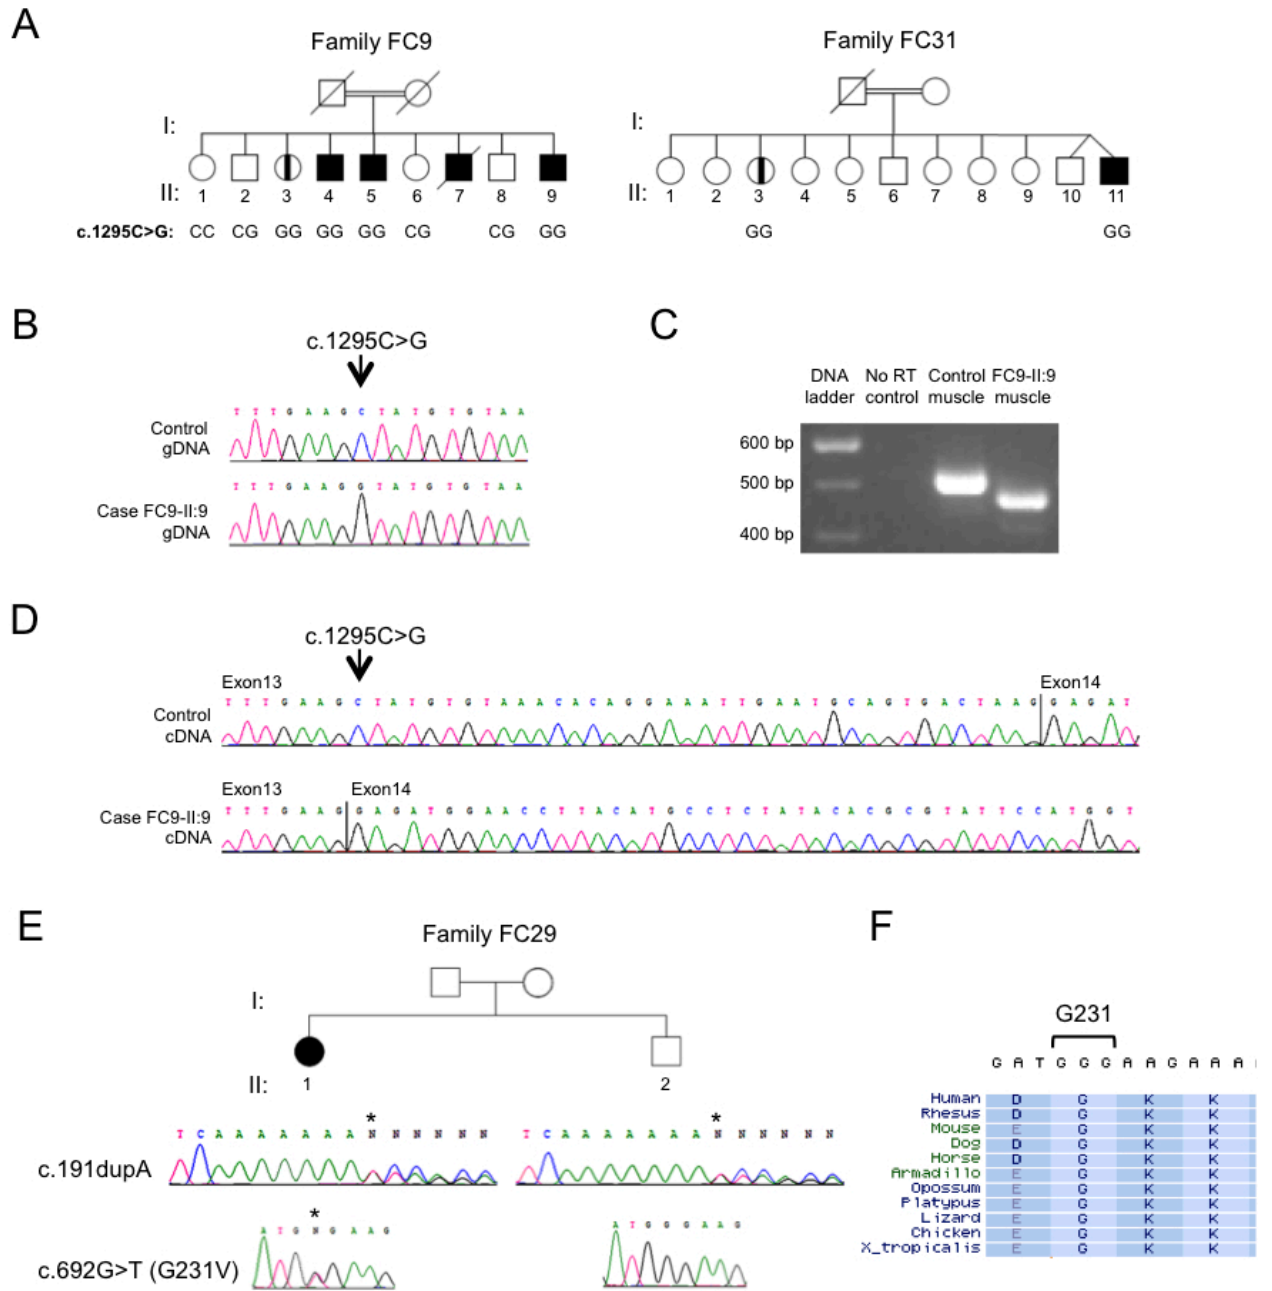 A
Family FC9
Family FC31
I:
I:
II: 1 2 3 4 5 6 7 8 9
II: 1 2 3 4 5 6 7 8 9 10 11
c.1295C>G: CC CG GG GG GG CG CG GG
GG GG
B
c.1295C>G
T T T G A A G C T A T G T G T A A
Control
gDNA
T T T G A A G G T A T G T G T A A
Case FC9-II:9
gDNA
C
DNA ladder
No RT control
Control muscle
FC9-II:9 muscle
600 bp
500 bp
400 bp
D
c.1295C>G
Exon13 Exon14
T T T G A A G C T A T G T G T A A A C A C A G G A A A T T G A A T G C A G T G A C T A A G G A G A T
Control
cDNA
Exon13 Exon14
T T T G A A G G A G A T G G A A C C T T A C A T G C C T C T A T A C A C G C G T A T T C C A T G G T
Case FC9-II:9
cDNA
E
Family FC29
I:
II: 1 2
* *
T C A A A A A A A N N N N N N T C A A A A A A A N N N N N N
c.191dupA
*
A T G N G A A G A T G G G A A G
c.692G>T (G231V)
F
G231
G A T G G G A A G A A A
Human D G K K
Rhesus D G K K
Mouse E G K K
Dog D G K K
Horse D G K K
Armadillo E G K K
Opossum E G K K
Platypus E G K K
Lizard E G K K
Chicken E G K K
X_tropicalis E G K K